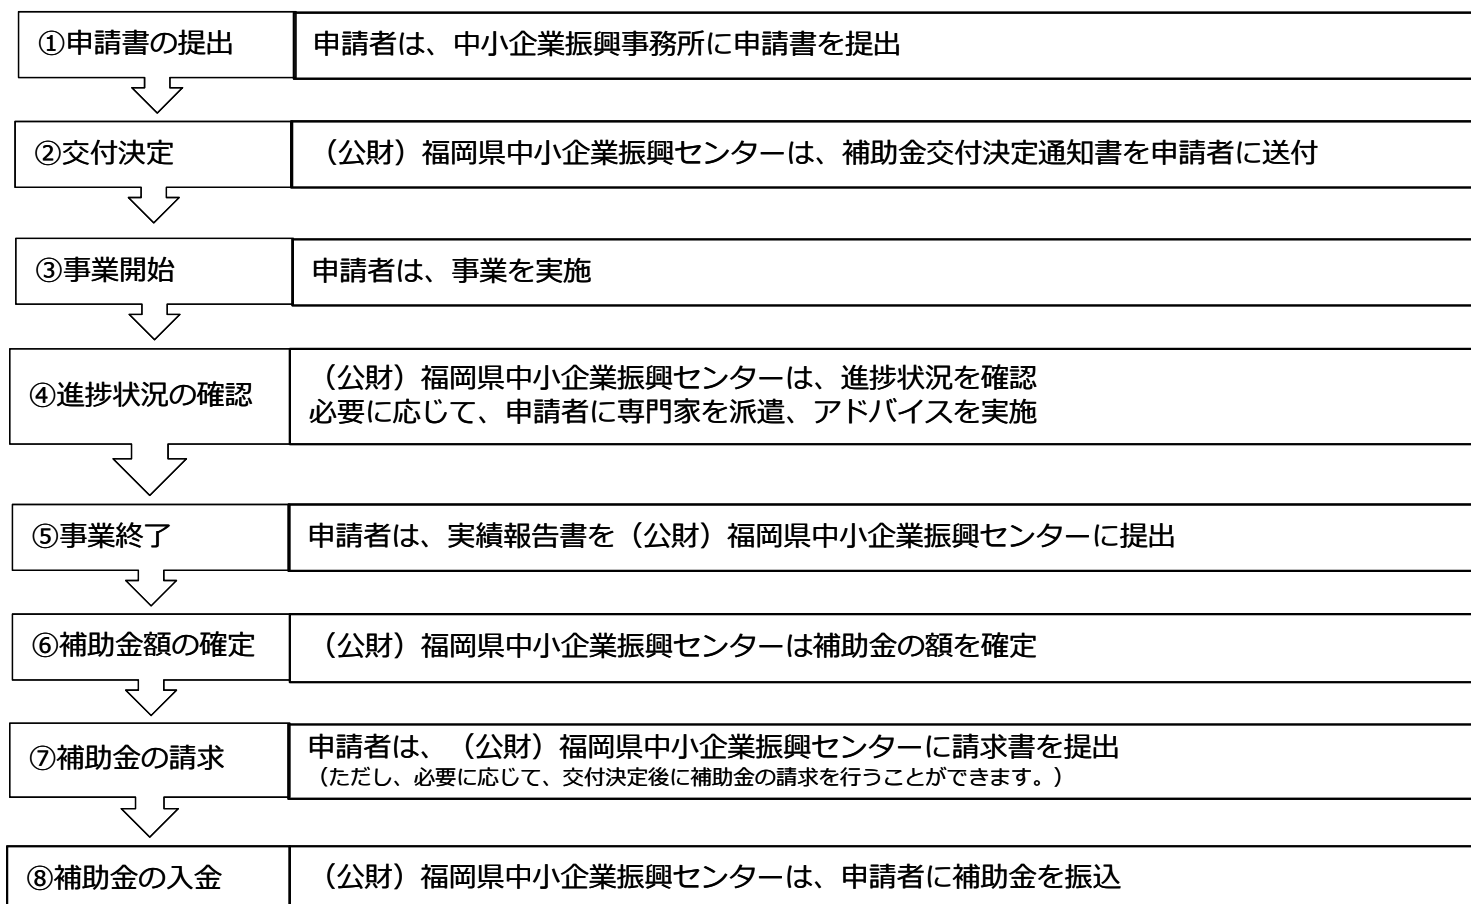 ①申請書の提出
申請者は、中小企業振興事務所に申請書を提出
②交付決定
（公財）福岡県中小企業振興センターは、補助金交付決定通知書を申請者に送付
③事業開始
申請者は、事業を実施
④進捗状況の確認
（公財）福岡県中小企業振興センターは、進捗状況を確認
必要に応じて、申請者に専門家を派遣、アドバイスを実施
⑤事業終了
申請者は、実績報告書を（公財）福岡県中小企業振興センターに提出
⑥補助金額の確定
（公財）福岡県中小企業振興センターは補助金の額を確定
⑦補助金の請求
申請者は、（公財）福岡県中小企業振興センターに請求書を提出
（ただし、必要に応じて、交付決定後に補助金の請求を行うことができます。）
⑧補助金の入金
（公財）福岡県中小企業振興センターは、申請者に補助金を振込